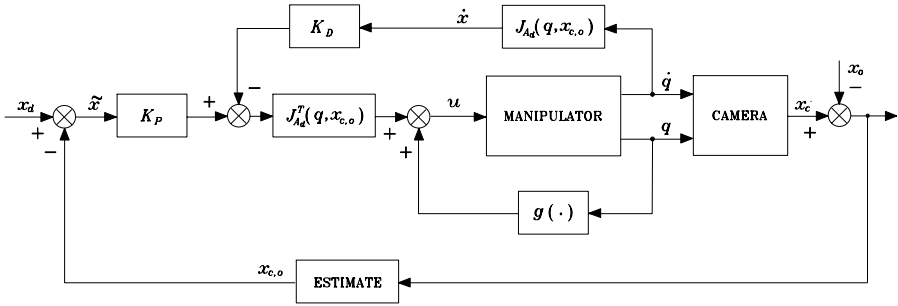 K_D
ẋ
J_{A_d}(q,x_{c,o})
x_d
+
−
x̃
K_P
+
−
J^T_{A_d}(q,x_{c,o})
+
+
u
MANIPULATOR
q̇
q
CAMERA
x_c
+
x_o
−
g(·)
x_{c,o}
ESTIMATE